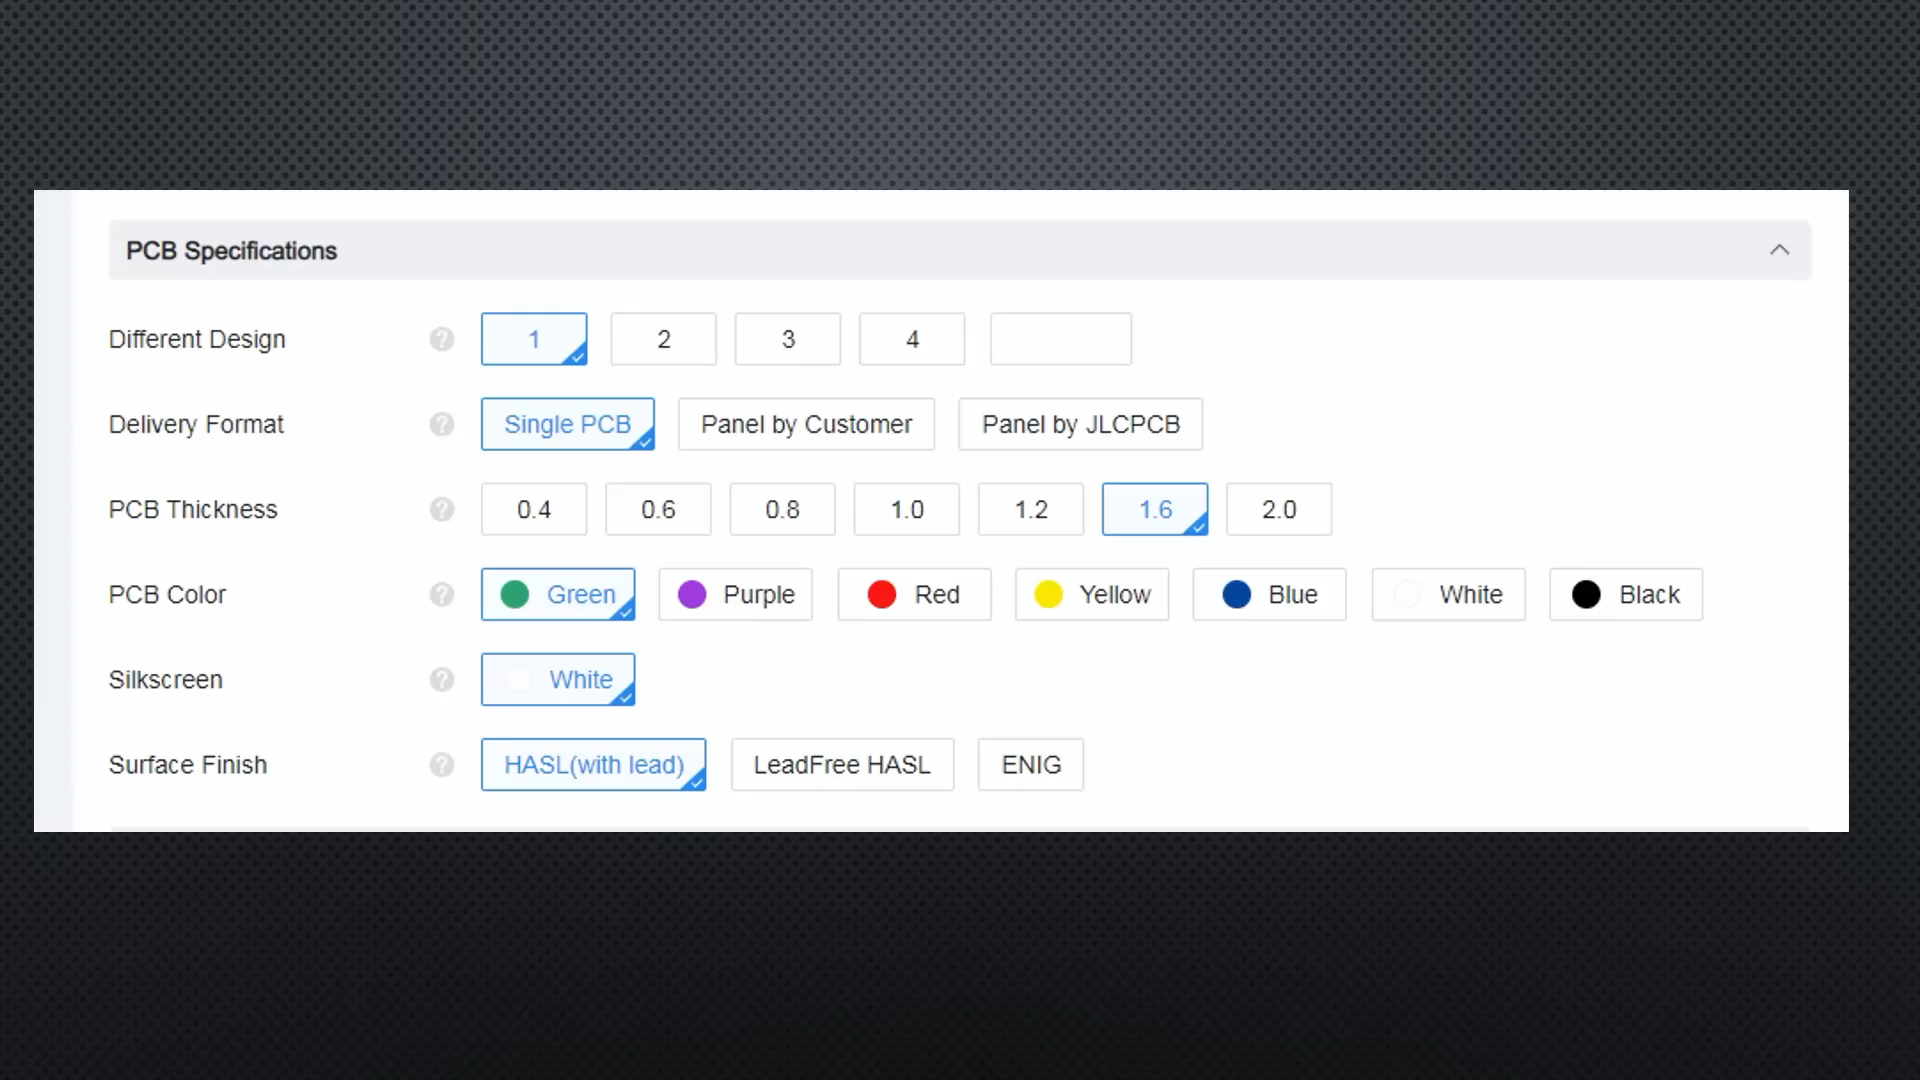 PCB Specifications
Different Design ? 1 2 3 4
Delivery Format ? Single PCB Panel by Customer Panel by JLCPCB
PCB Thickness ? 0.4 0.6 0.8 1.0 1.2 1.6 2.0
PCB Color ? Green Purple Red Yellow Blue White Black
Silkscreen ? White
Surface Finish ? HASL(with lead) LeadFree HASL ENIG